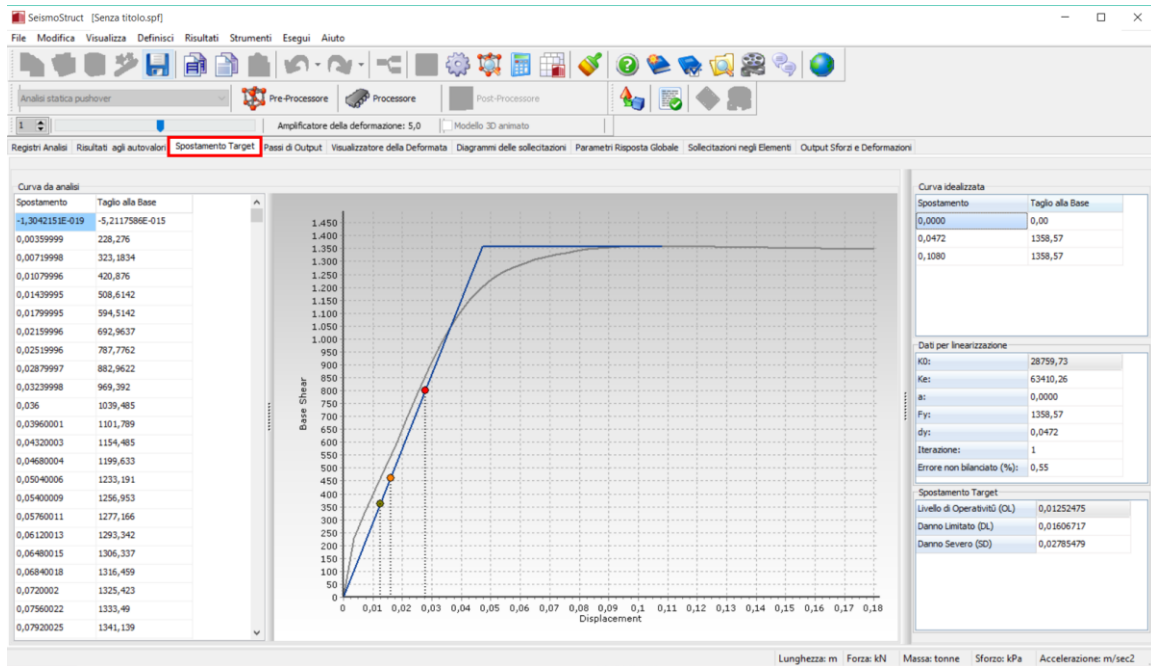 SeismoStruct [Senza titolo.spf]
File Modifica Visualizza Definisci Risultati Strumenti Esegui Aiuto
Analisi statica pushover
Pre-Processore
Processore
Post-Processore
1
Amplificatore della deformazione: 5,0
Modello 3D animato
Registri Analisi Risultati agli autovalori Spostamento Target Passi di Output Visualizzatore della Deformata Diagrammi delle sollecitazioni Parametri Risposta Globale Sollecitazioni negli Elementi Output Sforzi e Deformazioni
Curva da analisi
Spostamento Taglio alla Base
-1,3042151E-019 -5,2117586E-015
0,00359999 228,276
0,00719998 323,1834
0,01079996 420,876
0,01439995 508,6142
0,01799995 594,5142
0,02159996 692,9637
0,02519996 787,7762
0,02879997 882,9622
0,03239998 969,392
0,036 1039,485
0,03960001 1101,789
0,04320003 1154,485
0,04680004 1199,633
0,05040006 1233,191
0,05400009 1256,953
0,05760011 1277,166
0,06120013 1293,342
0,06480015 1306,337
0,06840018 1316,459
0,0720002 1325,423
0,07560022 1333,49
0,07920025 1341,139
Base Shear
1.450
1.400
1.350
1.300
1.250
1.200
1.150
1.100
1.050
1.000
950
900
850
800
750
700
650
600
550
500
450
400
350
300
250
200
150
100
50
0
0 0,01 0,02 0,03 0,04 0,05 0,06 0,07 0,08 0,09 0,1 0,11 0,12 0,13 0,14 0,15 0,16 0,17 0,18
Displacement
Curva idealizzata
Spostamento Taglio alla Base
0,0000 0,00
0,0472 1358,57
0,1080 1358,57
Dati per linearizzazione
K0: 28759,73
Ke: 63410,26
a: 0,0000
Fy: 1358,57
dy: 0,0472
Iterazione: 1
Errore non bilanciato (%): 0,55
Spostamento Target
Livello di Operatività (OL) 0,01252475
Danno Limitato (DL) 0,01606717
Danno Severo (SD) 0,02785479
Lunghezza: m Forza: kN Massa: tonne Sforzo: kPa Accelerazione: m/sec2